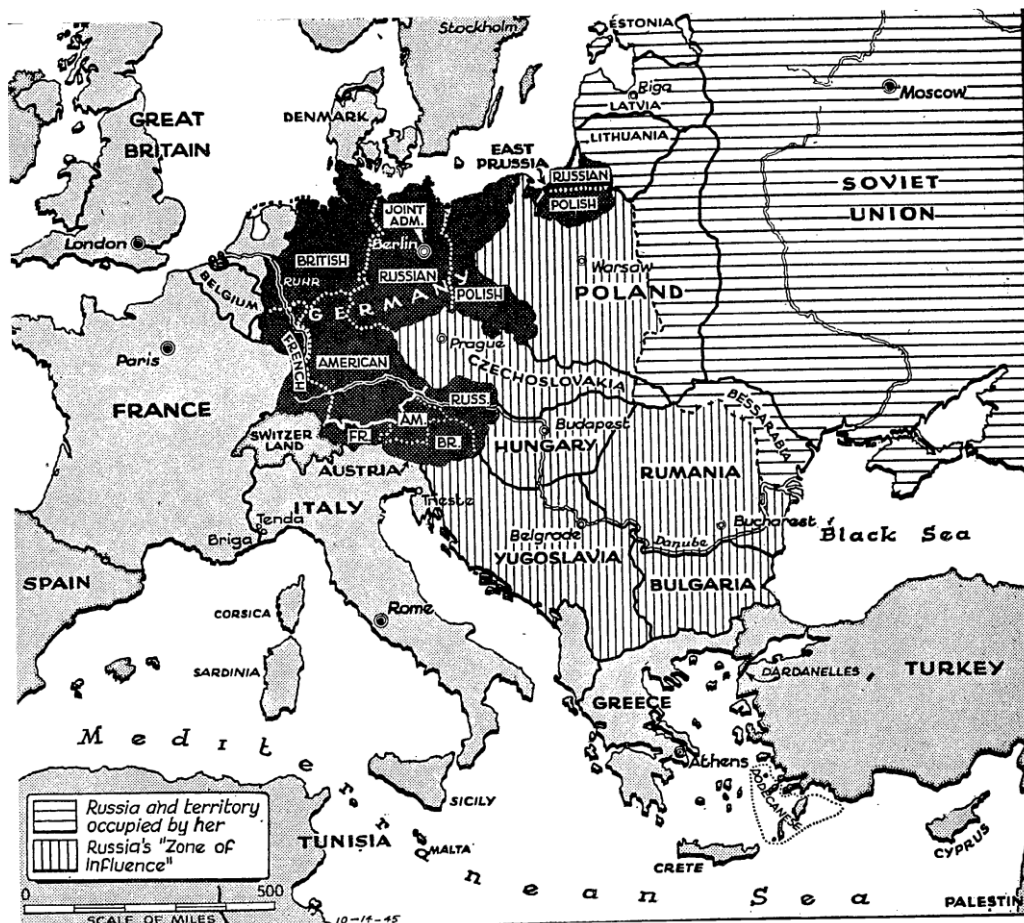 Stockholm
ESTONIA
Riga
LATVIA
LITHUANIA
Moscow
DENMARK
GREAT
BRITAIN
EAST
PRUSSIA
RUSSIAN
POLISH
SOVIET
UNION
London
JOINT
ADM.
Berlin
BRITISH
RUHR
RUSSIAN
GERMANY
POLISH
Warsaw
POLAND
BELGIUM
Paris
Prague
FRENCH
AMERICAN
CZECHOSLOVAKIA
FRANCE
RUSS.
AM.
FR.
BR.
SWITZER
LAND
AUSTRIA
Budapest
HUNGARY
BESSARABIA
RUMANIA
ITALY
Trieste
Tenda
Briga
Belgrade
YUGOSLAVIA
Danube
Bucharest
Black Sea
BULGARIA
SPAIN
CORSICA
Rome
SARDINIA
DARDANELLES
TURKEY
GREECE
Athens
Mediterranean Sea
SICILY
DODECANESE
TUNISIA
MALTA
CRETE
CYPRUS
PALESTIN
Russia and territory
occupied by her
Russia's "Zone of
Influence"
0 500
SCALE OF MILES
10-14-45